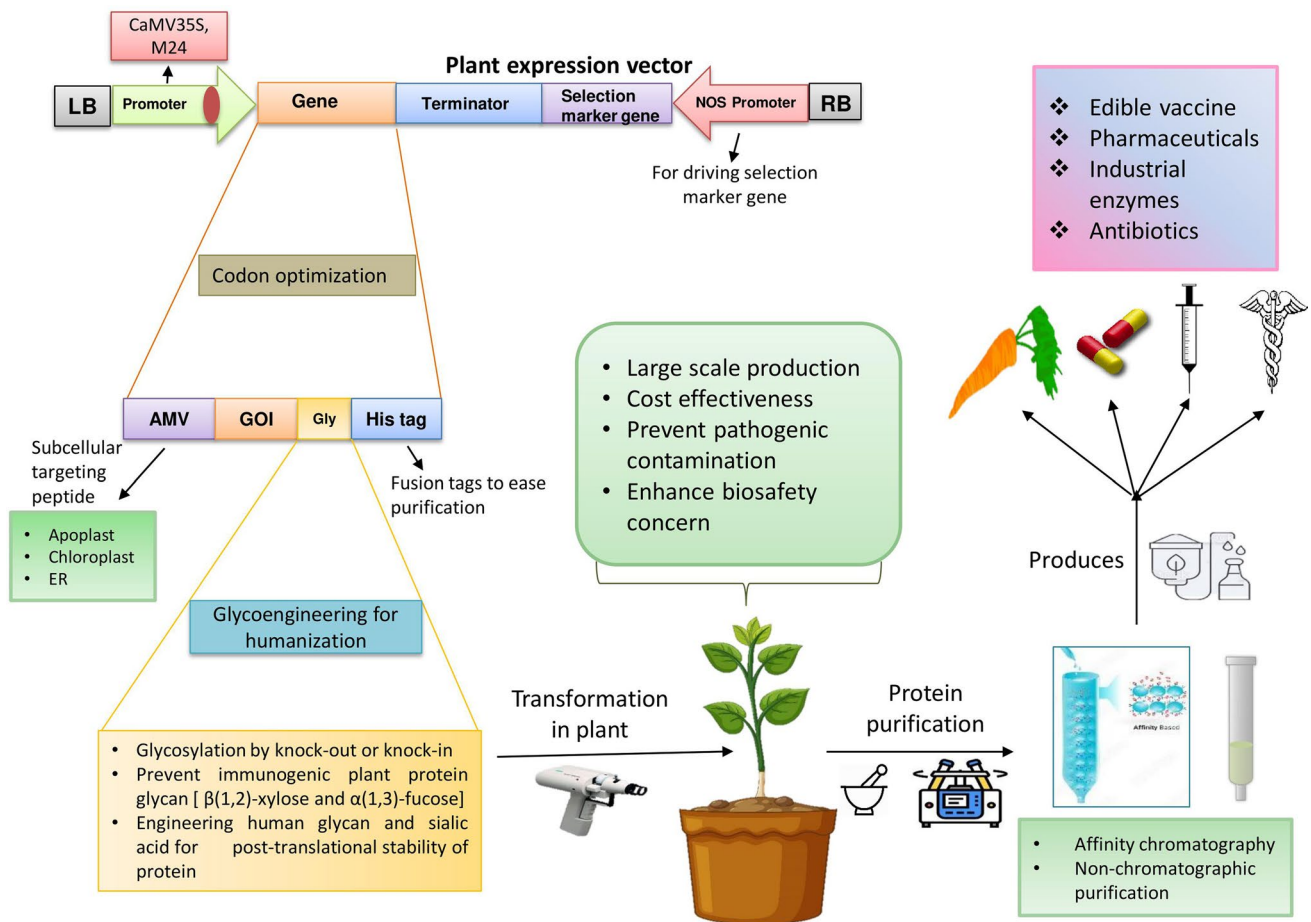 CaMV35S,
M24
Plant expression vector
LB
Promoter
Gene
Terminator
Selection
marker gene
NOS Promoter
RB
For driving selection
marker gene
Codon optimization
AMV
GOI
Gly
His tag
Subcellular
targeting
peptide
Fusion tags to ease
purification
• Apoplast
• Chloroplast
• ER
Glycoengineering for
humanization
• Glycosylation by knock-out or knock-in
• Prevent immunogenic plant protein
glycan [ β(1,2)-xylose and α(1,3)-fucose]
• Engineering human glycan and sialic
acid for post-translational stability of
protein
Transformation
in plant
• Large scale production
• Cost effectiveness
• Prevent pathogenic
contamination
• Enhance biosafety
concern
Protein
purification
Affinity Based
• Affinity chromatography
• Non-chromatographic
purification
Produces
❖ Edible vaccine
❖ Pharmaceuticals
❖ Industrial
enzymes
❖ Antibiotics